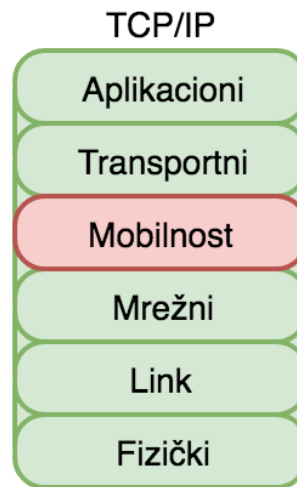 TCP/IP
Aplikacioni
Transportni
Mobilnost
Mrežni
Link
Fizički